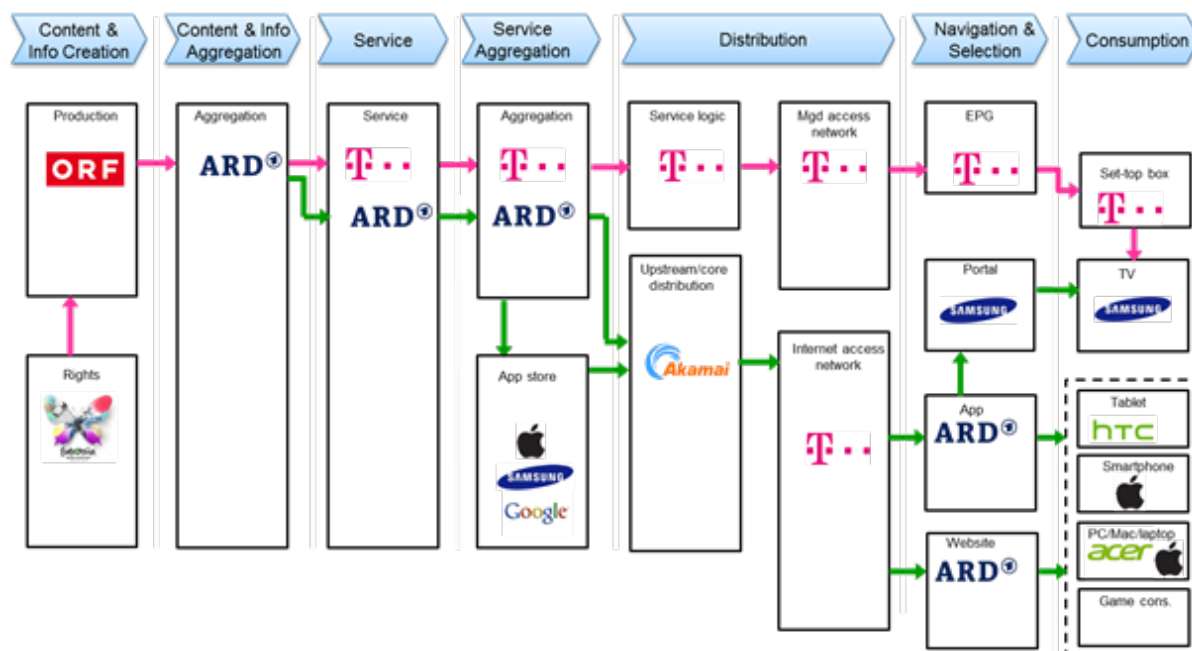 Content &
Info Creation
Content & Info
Aggregation
Service
Service
Aggregation
Distribution
Navigation &
Selection
Consumption
Production
ORF
Rights
Aggregation
ARD
Service
T
ARD
Aggregation
T
ARD
App store
SAMSUNG
Google
Service logic
T
Upstream/core
distribution
Akamai
Mgd access
network
Internet access
network
T
EPG
T
Portal
SAMSUNG
App
ARD
Website
ARD
Set-top box
T
TV
SAMSUNG
Tablet
hTC
Smartphone
PC/Mac/laptop
acer
Game cons.